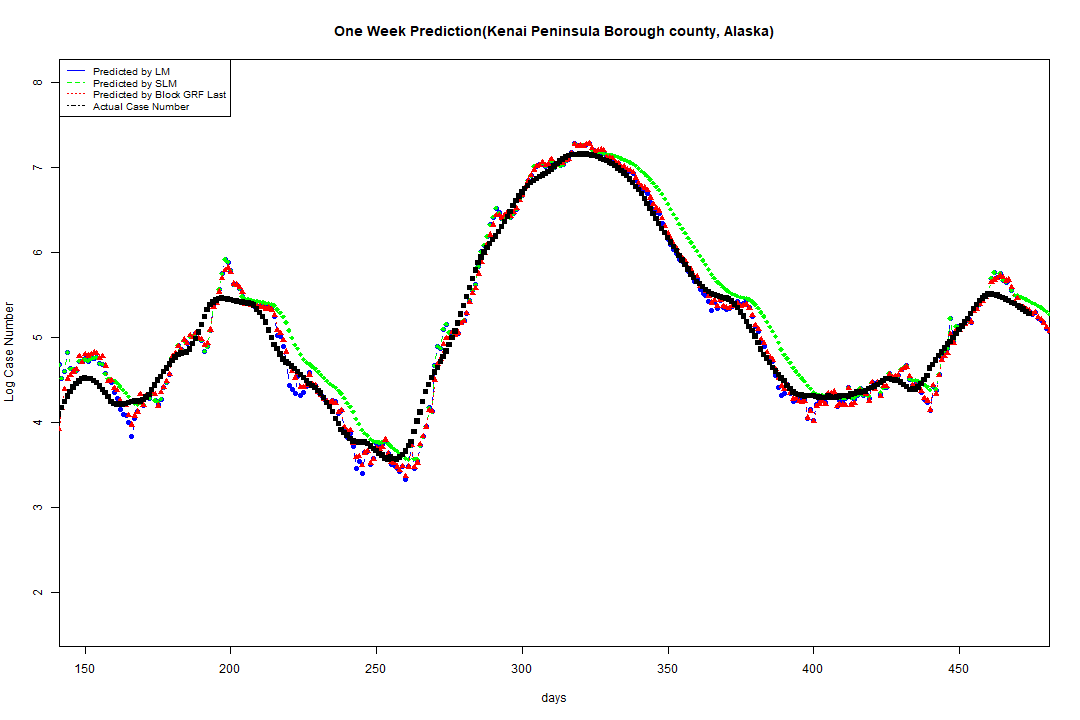 One Week Prediction(Kenai Peninsula Borough county, Alaska)
Predicted by LM
Predicted by SLM
Predicted by Block GRF Last
Actual Case Number
Log Case Number
8
7
6
5
4
3
2
150 200 250 300 350 400 450
days